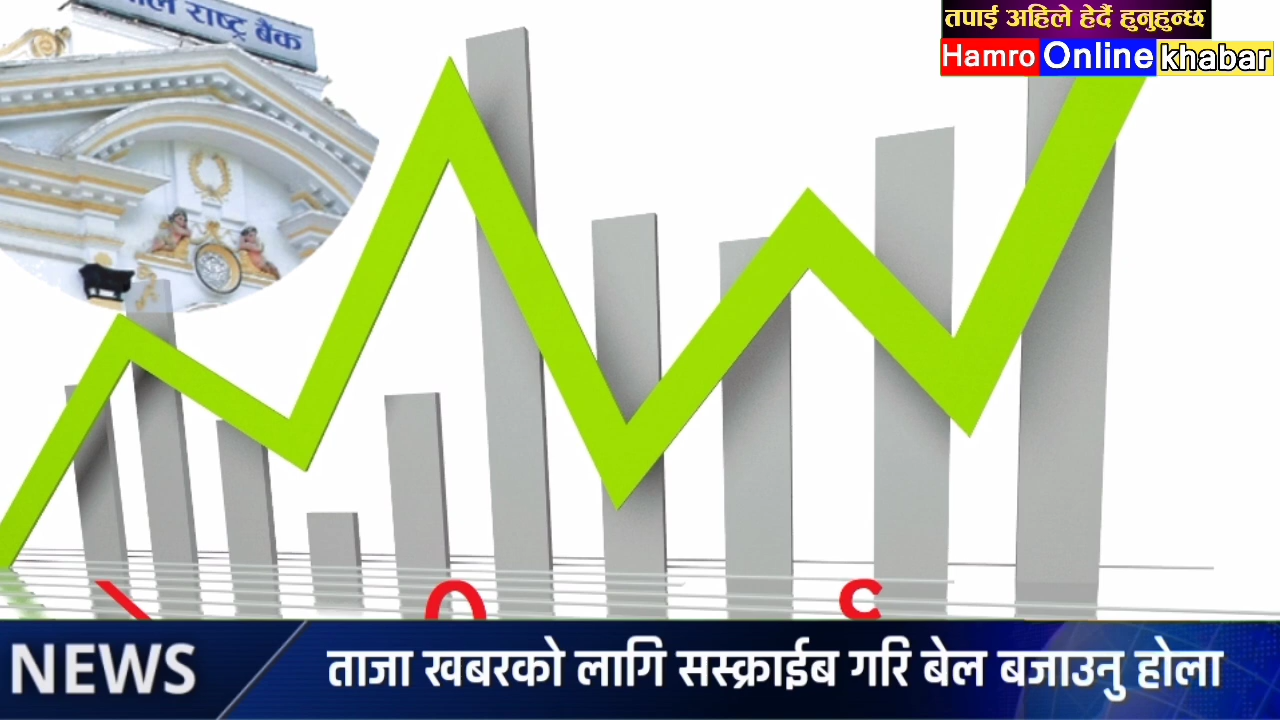 राष्ट्र बैंक
तपाई अहिले हेर्दै हुनुहुन्छ
Hamro Online khabar
NEWS
ताजा खबरको लागि सस्क्राईब गरि बेल बजाउनु होला